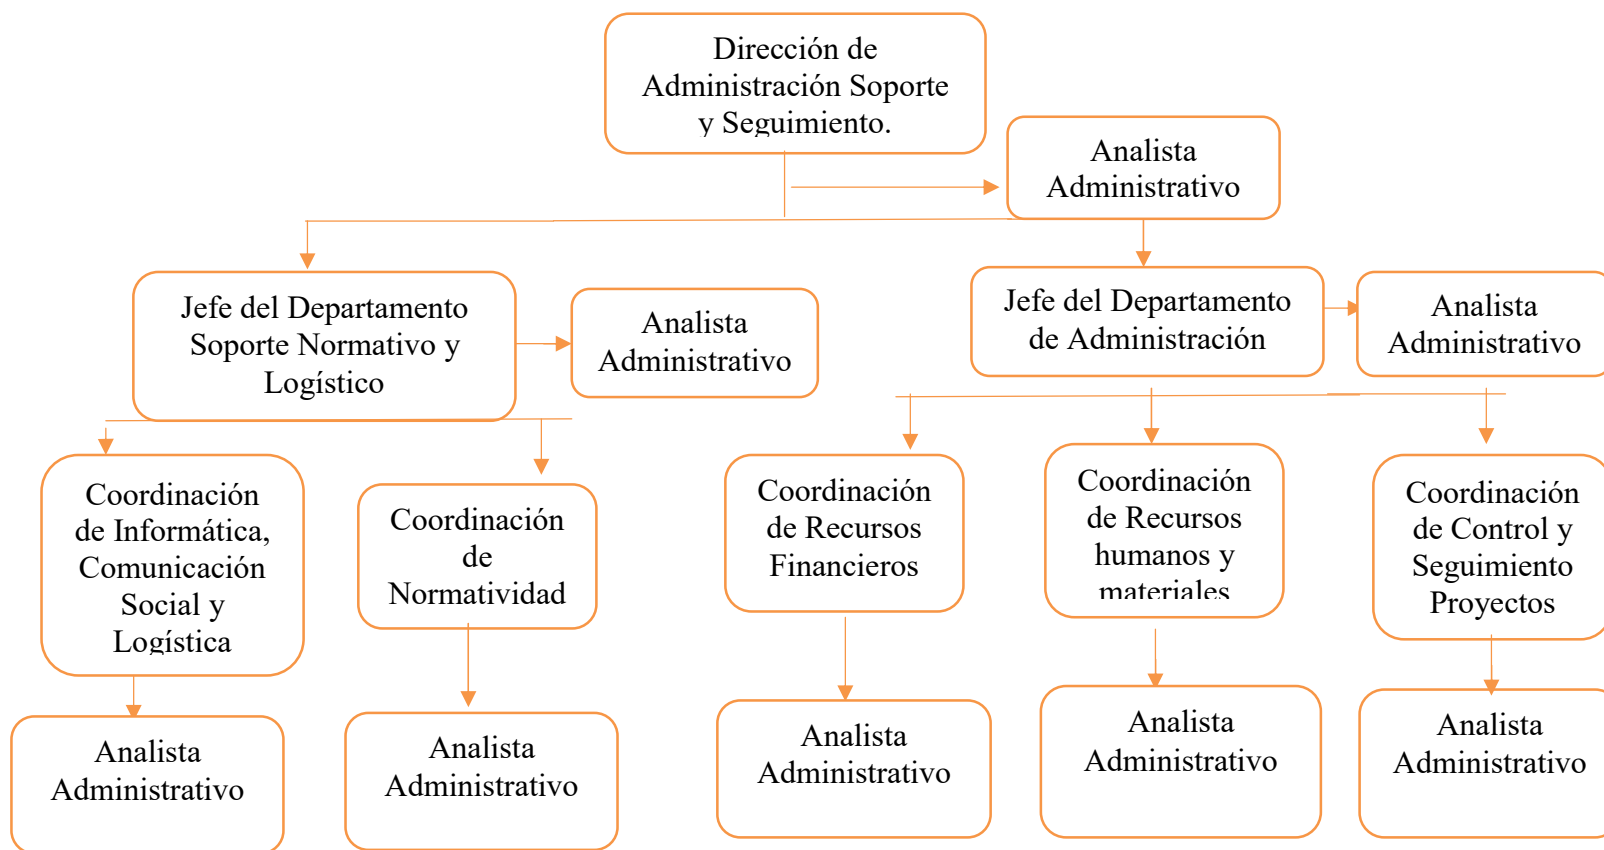 Dirección de
Administración Soporte
y Seguimiento.
Analista
Administrativo
Jefe del Departamento
Soporte Normativo y
Logístico
Analista
Administrativo
Jefe del Departamento
de Administración
Analista
Administrativo
Coordinación
de Informática,
Comunicación
Social y
Logística
Coordinación
de
Normatividad
Coordinación
de Recursos
Financieros
Coordinación
de Recursos
humanos y
materiales
Coordinación
de Control y
Seguimiento
Proyectos
Analista
Administrativo
Analista
Administrativo
Analista
Administrativo
Analista
Administrativo
Analista
Administrativo